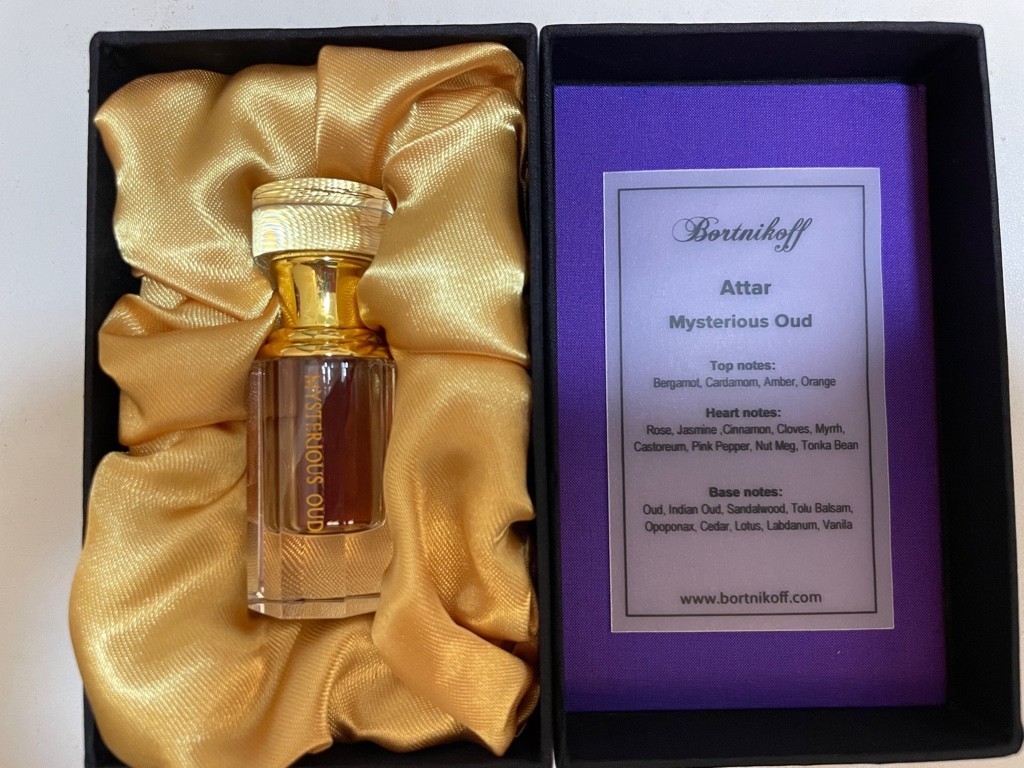 MYSTERIOUS OUD
Bortnikoff
Attar
Mysterious Oud
Top notes:
Bergamot, Cardamom, Amber, Orange
Heart notes:
Rose, Jasmine ,Cinnamon, Cloves, Myrrh,
Castoreum, Pink Pepper, Nut Meg, Tonka Bean
Base notes:
Oud, Indian Oud, Sandalwood, Tolu Balsam,
Opoponax, Cedar, Lotus, Labdanum, Vanila
www.bortnikoff.com